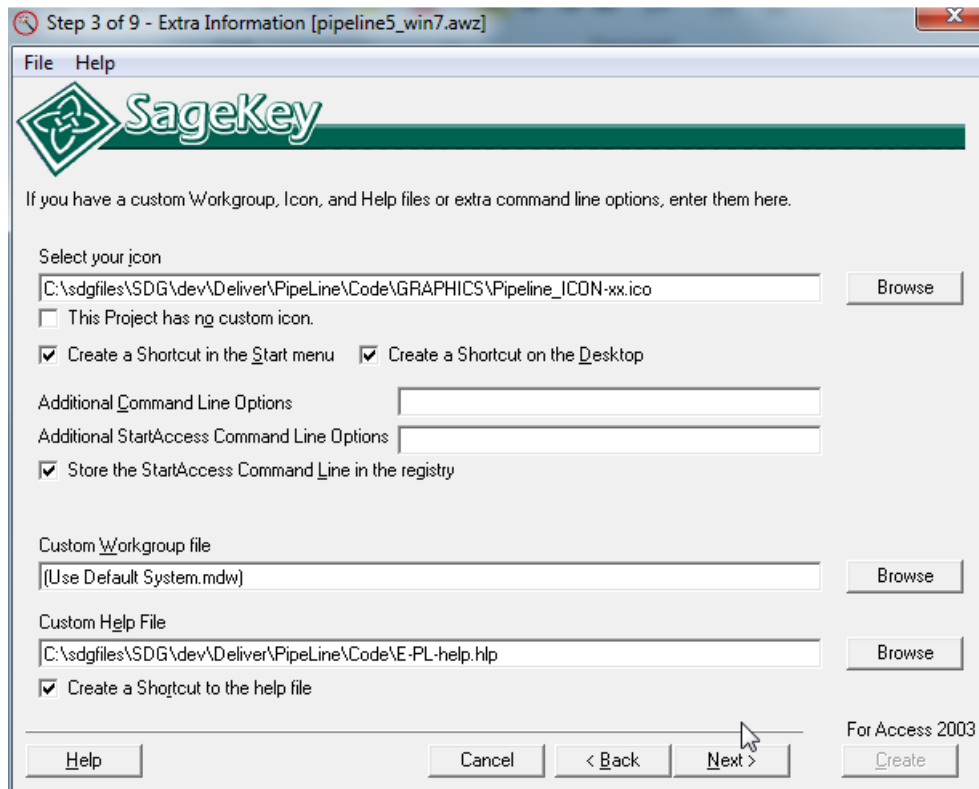 Step 3 of 9 - Extra Information [pipeline5_win7.awz]
File Help
SageKey
If you have a custom Workgroup, Icon, and Help files or extra command line options, enter them here.
Select your icon
C:\sdgfiles\SDG\dev\Deliver\PipeLine\Code\GRAPHICS\Pipeline_ICON-xx.ico Browse
This Project has no custom icon.
Create a Shortcut in the Start menu Create a Shortcut on the Desktop
Additional Command Line Options
Additional StartAccess Command Line Options
Store the StartAccess Command Line in the registry
Custom Workgroup file
(Use Default System.mdw) Browse
Custom Help File
C:\sdgfiles\SDG\dev\Deliver\PipeLine\Code\E-PL-help.hlp Browse
Create a Shortcut to the help file
For Access 2003
Help Cancel < Back Next > Create